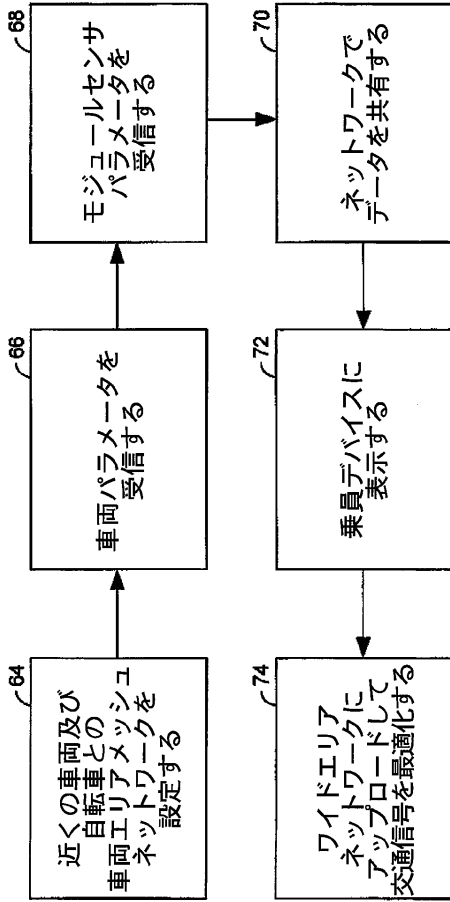 64
近くの車両及び
自転車との
車両エリアメッシュ
ネットワークを
設定する
66
車両パラメータを
受信する
68
モジュールセンサ
パラメータを
受信する
70
ネットワークで
データを共有する
72
乗員デバイスに
表示する
74
ワイドエリア
ネットワークに
アップロードして
交通信号を最適化する